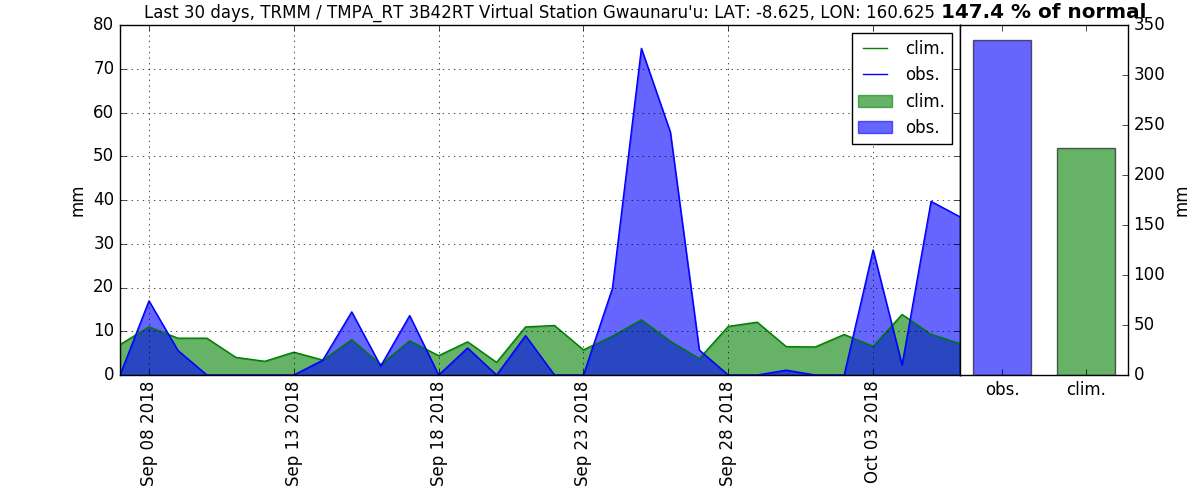 Last 30 days, TRMM / TMPA_RT 3B42RT Virtual Station Gwaunaru'u: LAT: -8.625, LON: 160.625 147.4 % of normal
80
70
60
50
40
30
20
10
0
mm
clim.
obs.
clim.
obs.
Sep 08 2018
Sep 13 2018
Sep 18 2018
Sep 23 2018
Sep 28 2018
Oct 03 2018
350
300
250
200
150
100
50
0
mm
obs. clim.